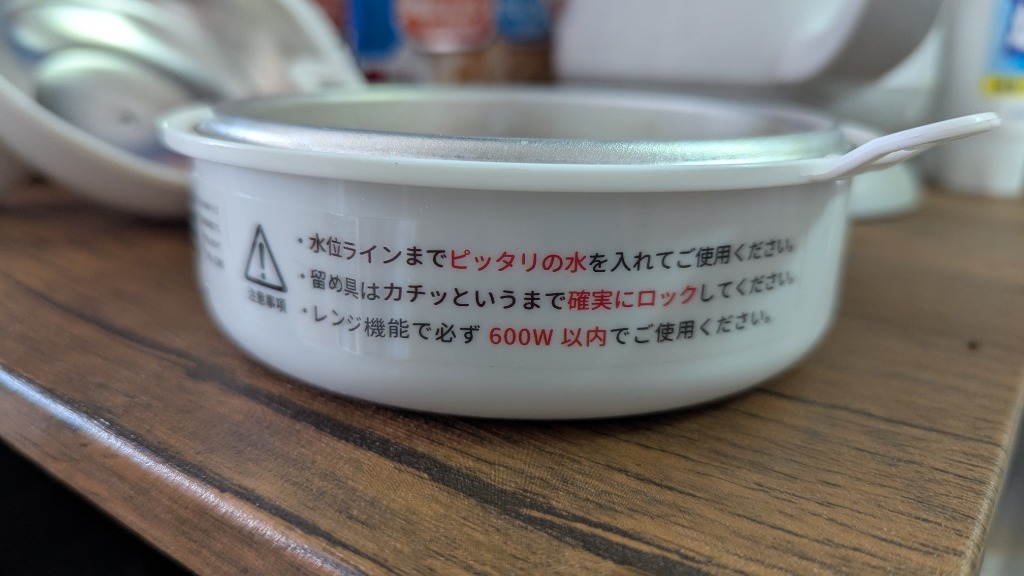 ・水位ラインまでピッタリの水を入れてご使用ください。
・留め具はカチッというまで確実にロックしてください。
・レンジ機能で必ず 600W 以内でご使用ください。
注意事項